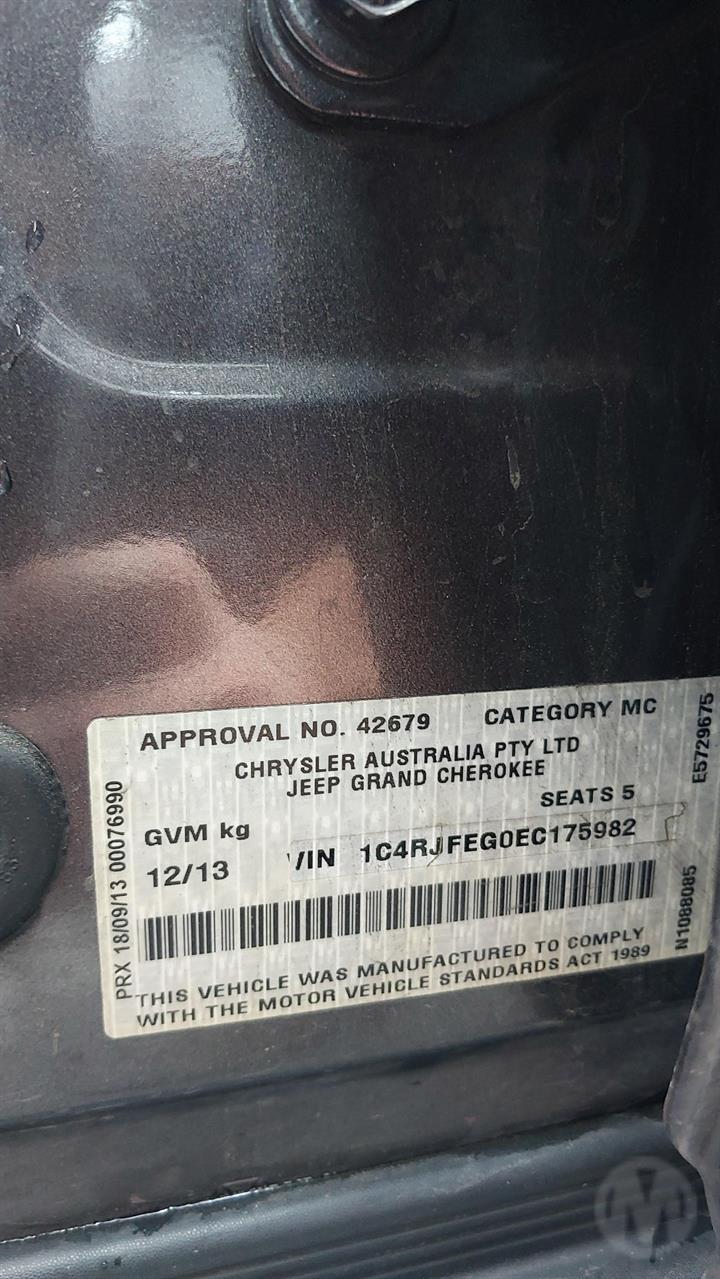 APPROVAL NO. 42679 CATEGORY MC
CHRYSLER AUSTRALIA PTY LTD
JEEP GRAND CHEROKEE
SEATS 5
GVM kg
12/13 VIN 1C4RJFEG0EC175982
THIS VEHICLE WAS MANUFACTURED TO COMPLY
WITH THE MOTOR VEHICLE STANDARDS ACT 1989
PRX 18/09/13 00076990
E5729675
N1088085
M